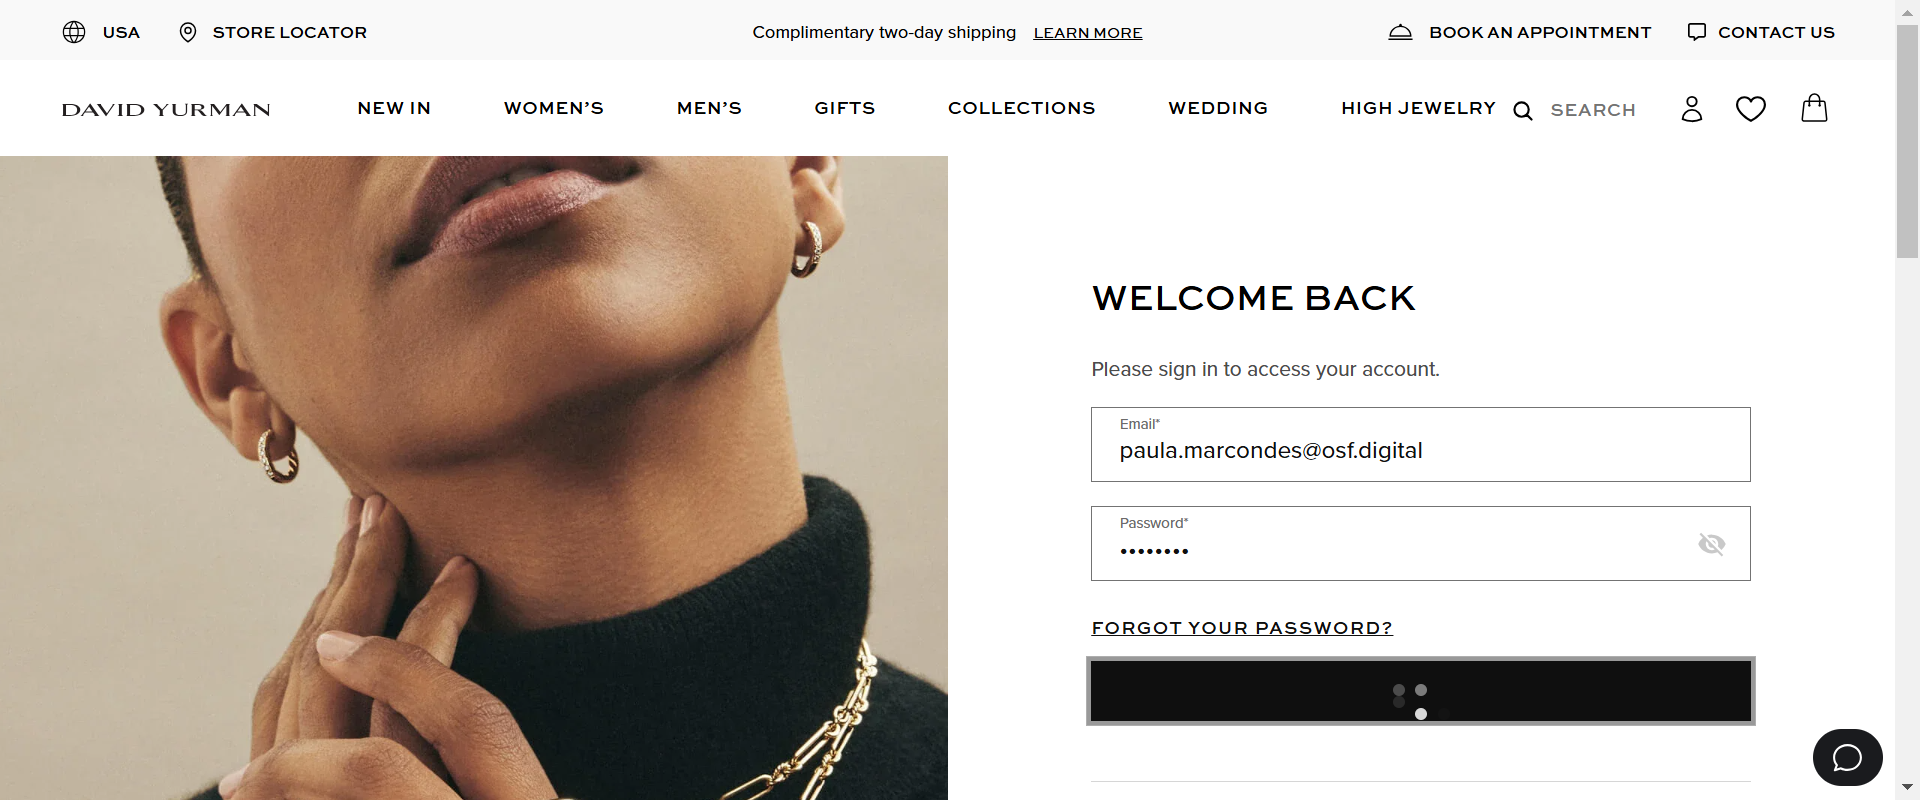 USA
STORE LOCATOR
Complimentary two-day shipping LEARN MORE
BOOK AN APPOINTMENT
CONTACT US
DAVID YURMAN
NEW IN
WOMEN’S
MEN’S
GIFTS
COLLECTIONS
WEDDING
HIGH JEWELRY
SEARCH
WELCOME BACK
Please sign in to access your account.
Email*
paula.marcondes@osf.digital
Password*
••••••••
FORGOT YOUR PASSWORD?